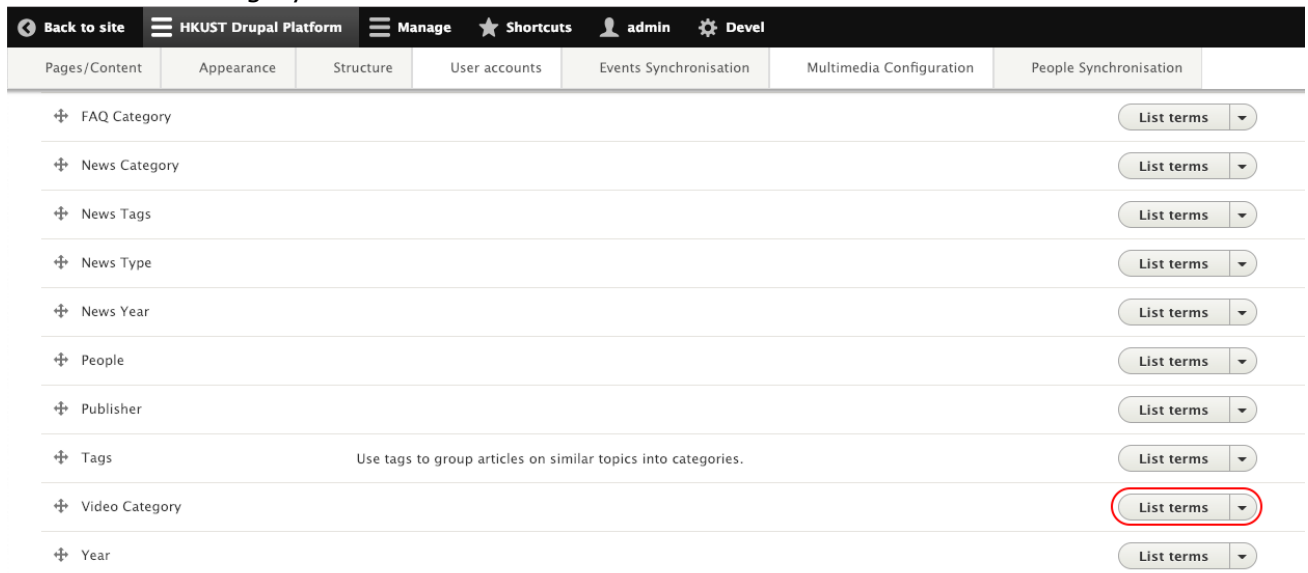 Back to site HKUST Drupal Platform Manage Shortcuts admin Devel
Pages/Content Appearance Structure User accounts Events Synchronisation Multimedia Configuration People Synchronisation
FAQ Category List terms
News Category List terms
News Tags List terms
News Type List terms
News Year List terms
People List terms
Publisher List terms
Tags Use tags to group articles on similar topics into categories. List terms
Video Category List terms
Year List terms